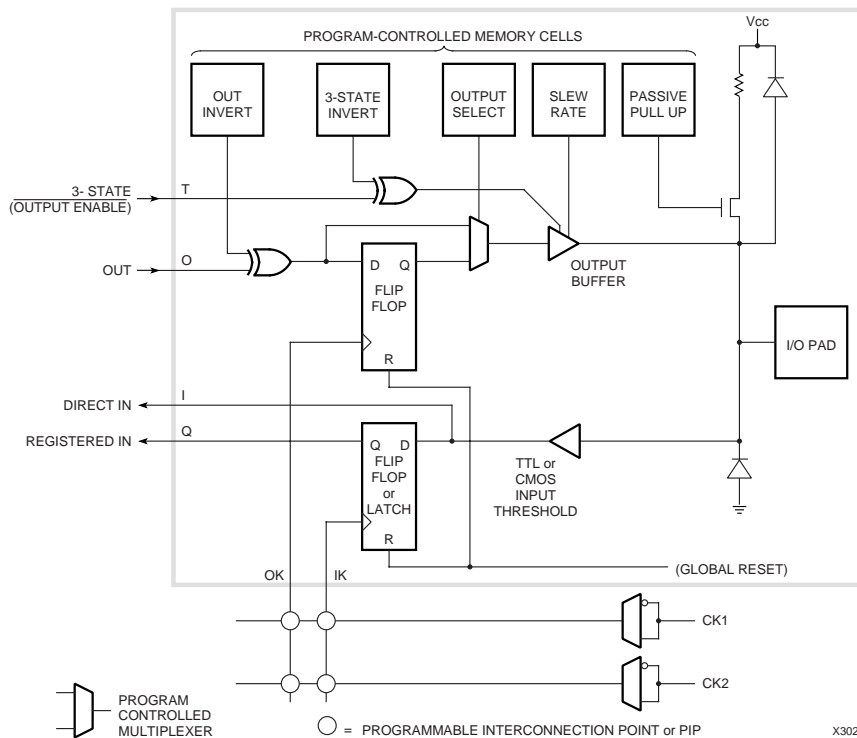 Vcc
PROGRAM-CONTROLLED MEMORY CELLS
OUT
INVERT
3-STATE
INVERT
OUTPUT
SELECT
SLEW
RATE
PASSIVE
PULL UP
3- STATE
(OUTPUT ENABLE)
T
OUT
O
D
Q
FLIP
FLOP
R
OUTPUT
BUFFER
I/O PAD
DIRECT IN
I
REGISTERED IN
Q
Q
D
FLIP
FLOP
or
LATCH
R
TTL or
CMOS
INPUT
THRESHOLD
OK
IK
(GLOBAL RESET)
CK1
CK2
PROGRAM
CONTROLLED
MULTIPLEXER
= PROGRAMMABLE INTERCONNECTION POINT or PIP
X302